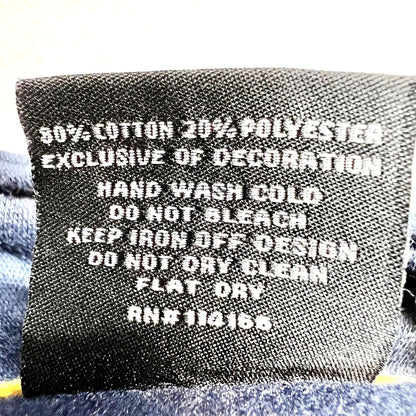 80% COTTON 20% POLYESTER
EXCLUSIVE OF DECORATION
HAND WASH COLD
DO NOT BLEACH
KEEP IRON OFF DESIGN
DO NOT DRY CLEAN
FLAT DRY
RN#114166